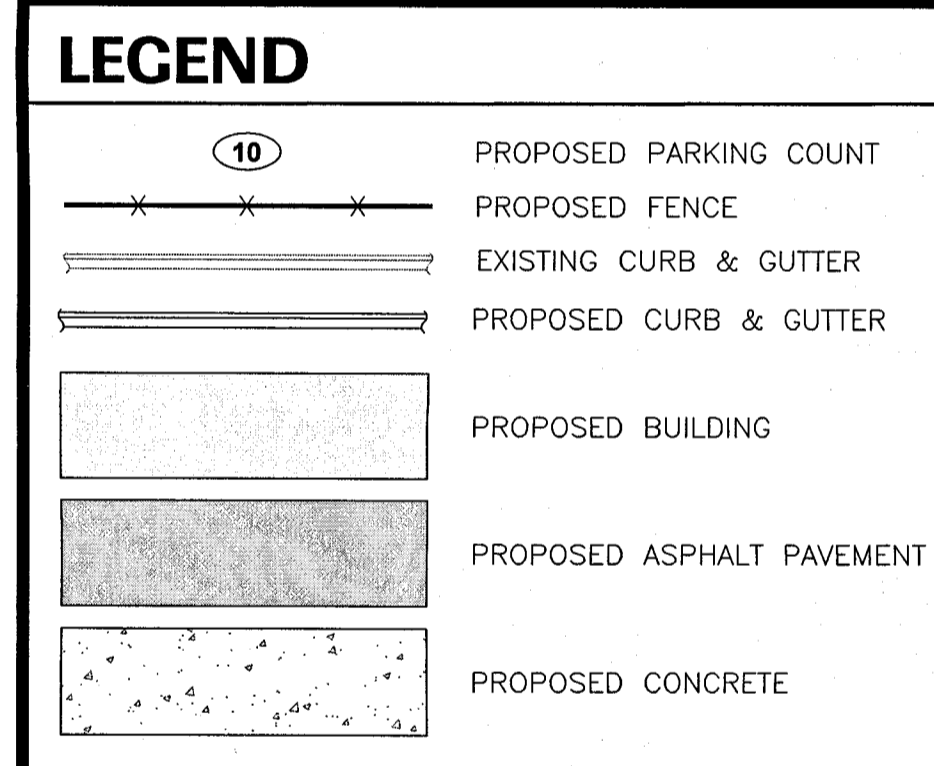 LEGEND
10 PROPOSED PARKING COUNT
PROPOSED FENCE
EXISTING CURB & GUTTER
PROPOSED CURB & GUTTER
PROPOSED BUILDING
PROPOSED ASPHALT PAVEMENT
PROPOSED CONCRETE